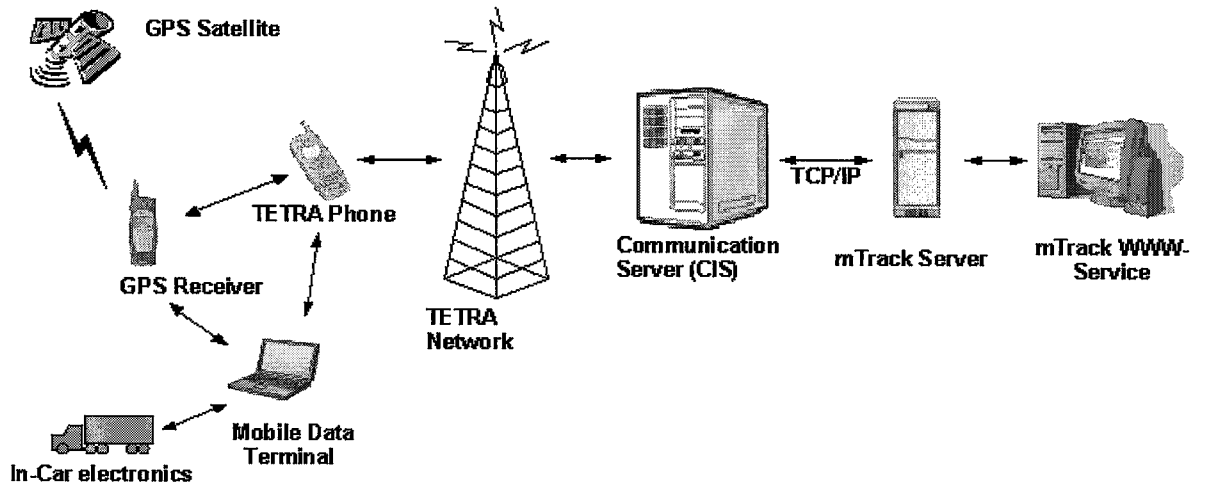 GPS Satellite
TETRA Phone
GPS Receiver
TCP/IP
Communication
Server (CIS)
mTrack Server
mTrack WWW-
Service
TETRA
Network
Mobile Data
Terminal
In-Car electronics